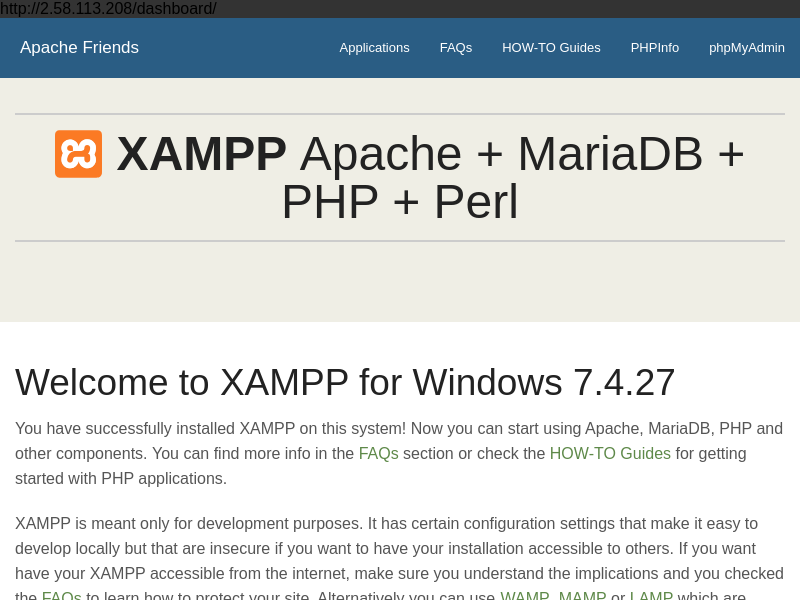 http://2.58.113.208/dashboard/
Apache Friends
Applications
FAQs
HOW-TO Guides
PHPInfo
phpMyAdmin
XAMPP Apache + MariaDB +
PHP + Perl
Welcome to XAMPP for Windows 7.4.27
You have successfully installed XAMPP on this system! Now you can start using Apache, MariaDB, PHP and
other components. You can find more info in the FAQs section or check the HOW-TO Guides for getting
started with PHP applications.
XAMPP is meant only for development purposes. It has certain configuration settings that make it easy to
develop locally but that are insecure if you want to have your installation accessible to others. If you want
have your XAMPP accessible from the internet, make sure you understand the implications and you checked
the FAQs to learn how to protect your site. Alternatively you can use WAMP, MAMP or LAMP which are